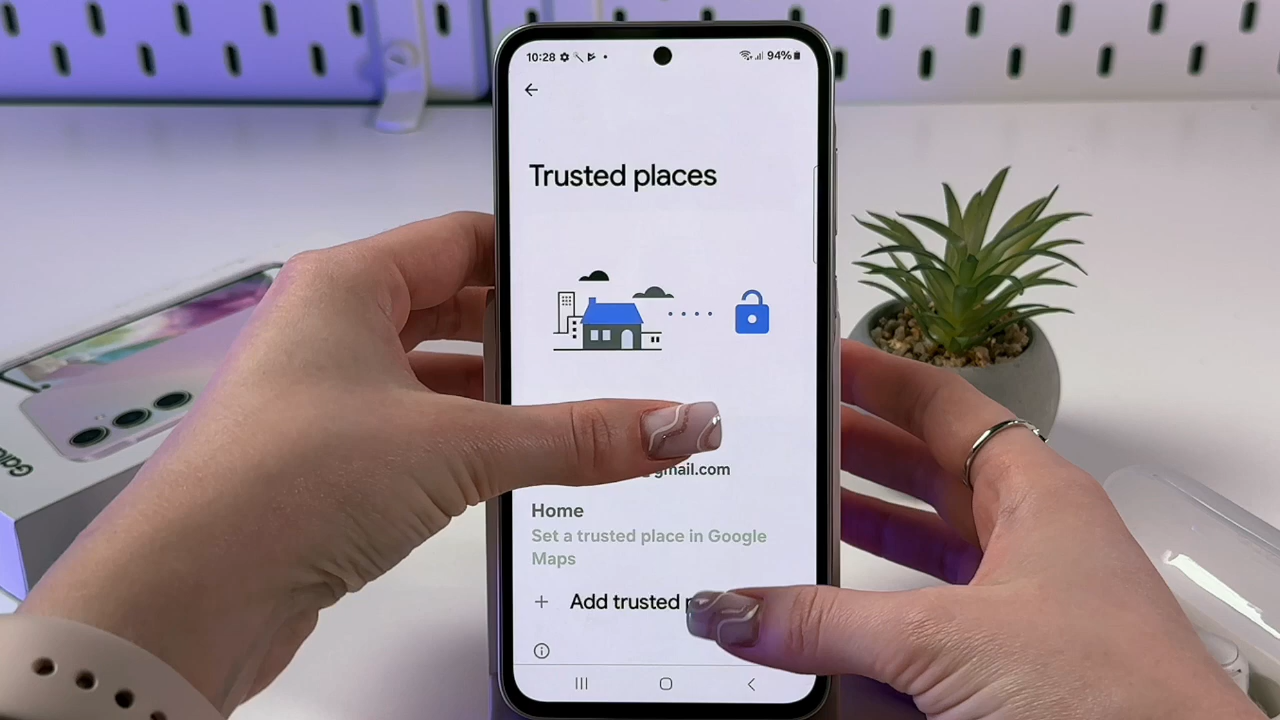 10:28 94%
Trusted places
@gmail.com
Home
Set a trusted place in Google
Maps
+ Add trusted